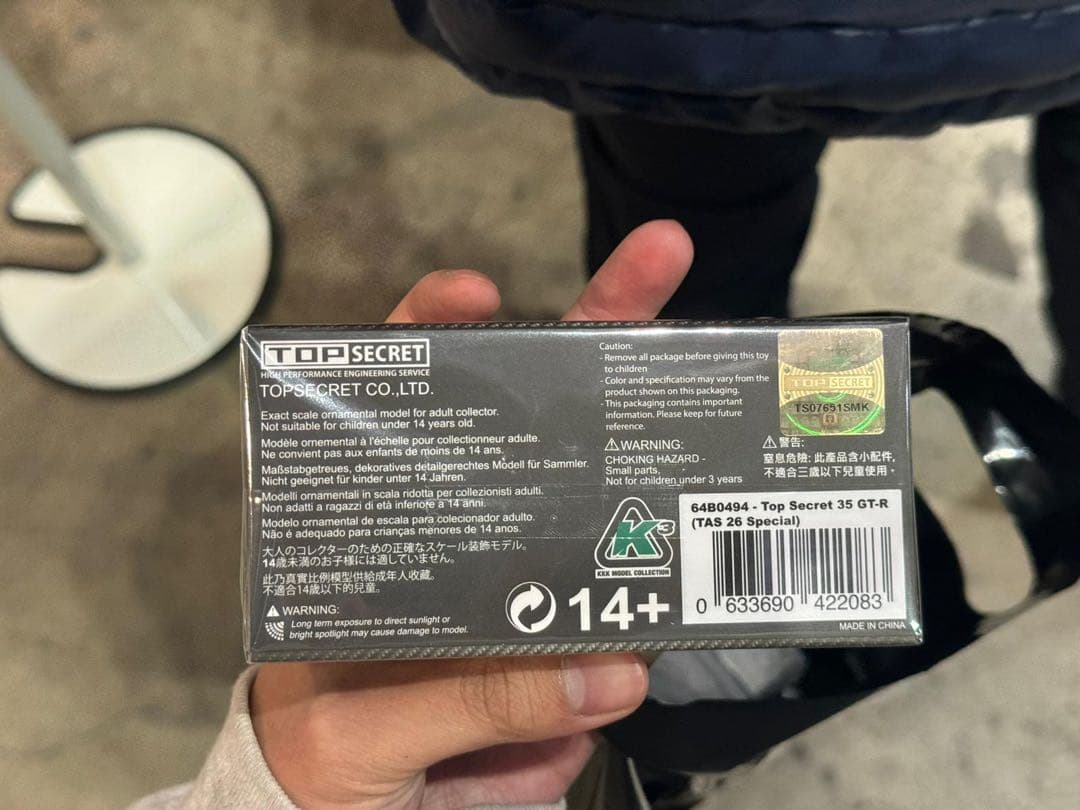 TOP SECRET
HIGH PERFORMANCE ENGINEERING SERVICE
TOPSECRET CO.,LTD.
Exact scale ornamental model for adult collector.
Not suitable for children under 14 years old.
Modèle ornemental à l'échelle pour collectionneur adulte.
Ne convient pas aux enfants de moins de 14 ans.
Maßstabgetreues, dekoratives detailgerechtes Modell für Sammler.
Nicht geeignet für kinder unter 14 Jahren.
Modelli ornamentali in scala ridotta per collezionisti adulti.
Non adatti a ragazzi di età inferiore a 14 anni.
Modelo ornamental de escala para colecionador adulto.
Não é adequado para crianças menores de 14 anos.
大人のコレクターのための正確なスケール装飾モデル。
14歳未満のお子様には適していません。
此乃真實比例模型供給成年人收藏。
不適合14歲以下的兒童。
WARNING:
Long term exposure to direct sunlight or
bright spotlight may cause damage to model.
Caution:
- Remove all package before giving this toy
to children
- Color and specification may vary from the
product shown on this packaging.
- This packaging contains important
information. Please keep for future
reference.
WARNING:
CHOKING HAZARD -
Small parts.
Not for children under 3 years
TOP SECRET
TS07651SMK
警告:
窒息危險: 此產品含小配件,
不適合三歲以下兒童使用。
K3
KKK MODEL COLLECTION
14+
64B0494 - Top Secret 35 GT-R
(TAS 26 Special)
0 633690 422083
MADE IN CHINA